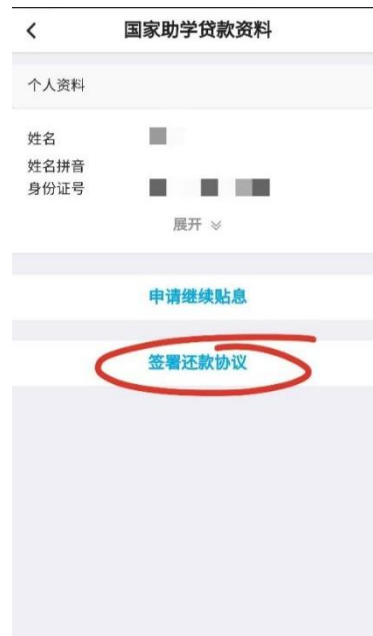 国家助学贷款资料
个人资料
姓名
姓名拼音
身份证号
展开
申请继续贴息
签署还款协议